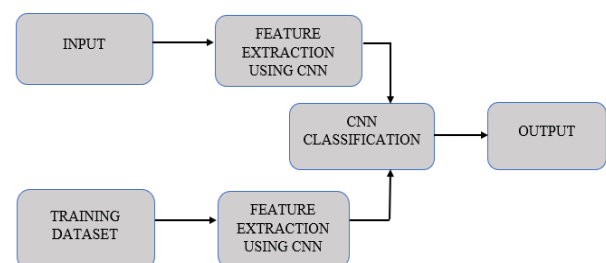 INPUT
FEATURE
EXTRACTION
USING CNN
CNN
CLASSIFICATION
OUTPUT
TRAINING
DATASET
FEATURE
EXTRACTION
USING CNN